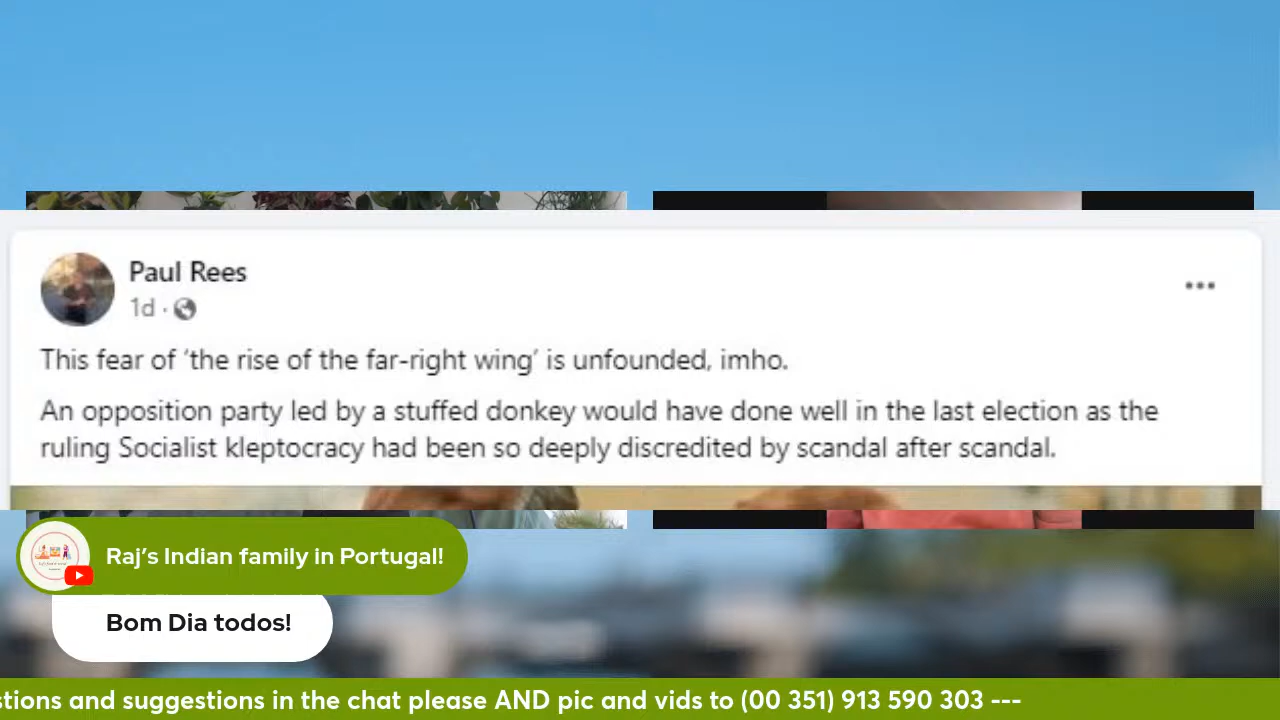 Paul Rees
1d ·
This fear of ‘the rise of the far-right wing’ is unfounded, imho.
An opposition party led by a stuffed donkey would have done well in the last election as the
ruling Socialist kleptocracy had been so deeply discredited by scandal after scandal.
Raj’s Indian family in Portugal!
Bom Dia todos!
stions and suggestions in the chat please AND pic and vids to (00 351) 913 590 303 ---